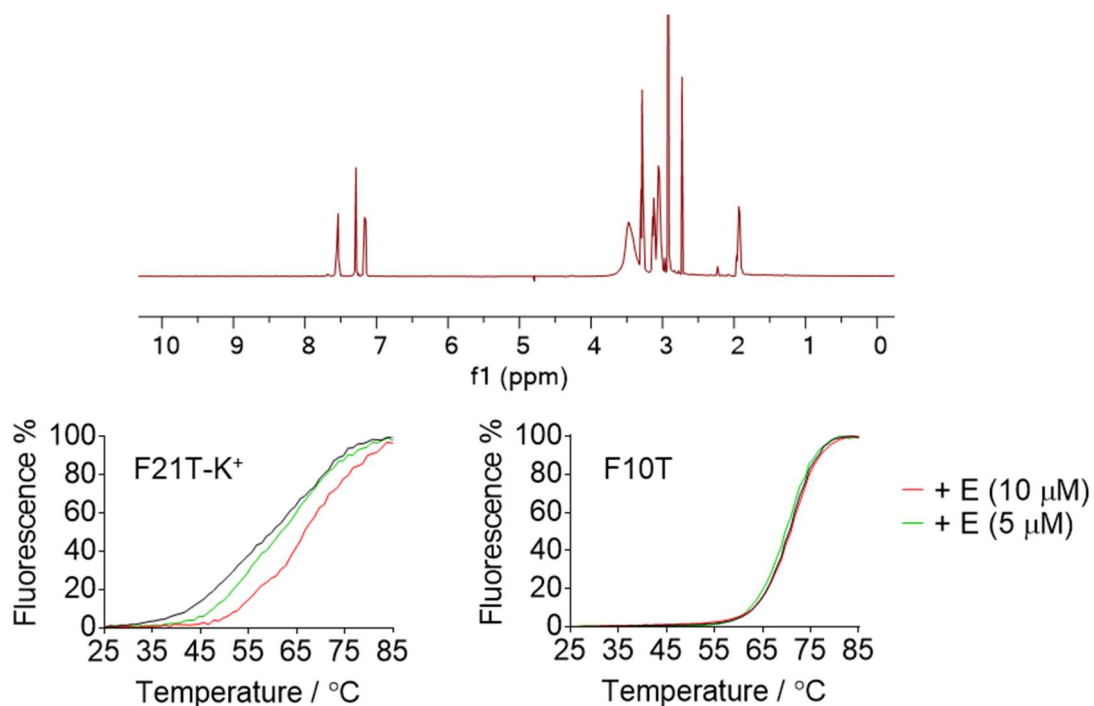 10 9 8 7 6 5 4 3 2 1 0
f1 (ppm)
100
80
60
40
20
0
Fluorescence %
F21T-K⁺
25 35 45 55 65 75 85
Temperature / °C
100
80
60
40
20
0
Fluorescence %
F10T
25 35 45 55 65 75 85
Temperature / °C
+ E (10 μM)
+ E (5 μM)